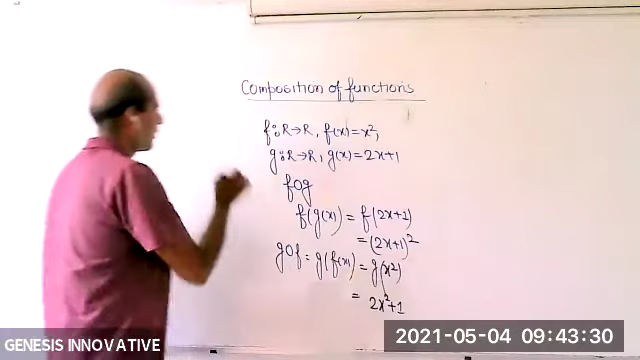 Composition of functions
f: R→R, f(x) = x²,
g: R→R, g(x) = 2x+1
fog
f(g(x)) = f(2x+1)
= (2x+1)²
gof = g(f(x)) = g(x²)
= 2x²+1
GENESIS INNOVATIVE
2021-05-04 09:43:30